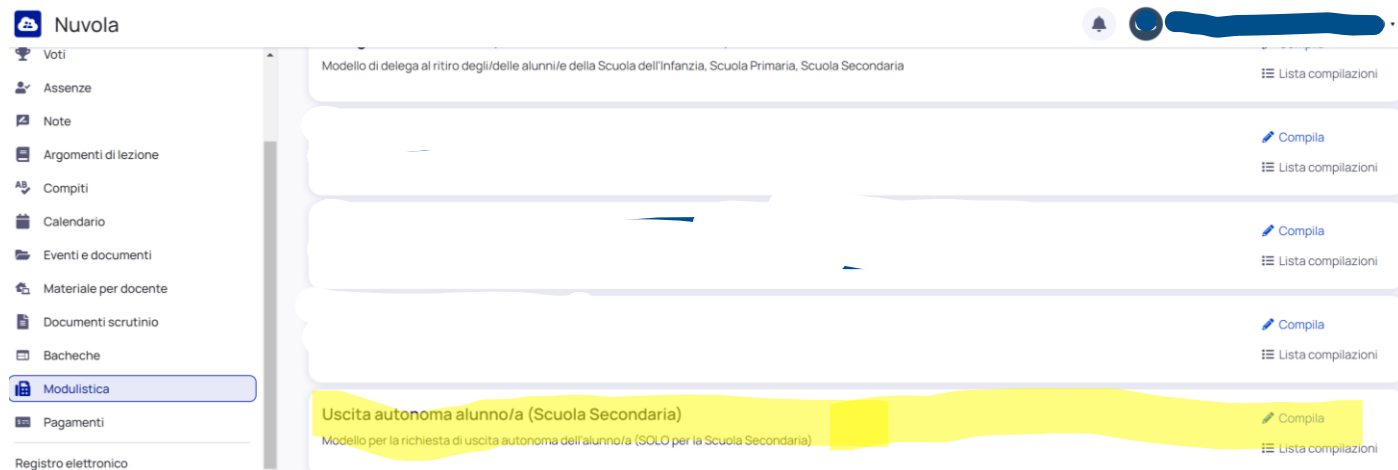 Nuvola
Voti
Assenze
Note
Argomenti di lezione
Compiti
Calendario
Eventi e documenti
Materiale per docente
Documenti scrutinio
Bacheche
Modulistica
Pagamenti
Registro elettronico
Modello di delega al ritiro degli/delle alunni/e della Scuola dell'Infanzia, Scuola Primaria, Scuola Secondaria
Lista compilazioni
Compila
Lista compilazioni
Compila
Lista compilazioni
Compila
Lista compilazioni
Uscita autonoma alunno/a (Scuola Secondaria)
Modello per la richiesta di uscita autonoma dell'alunno/a (SOLO per la Scuola Secondaria)
Compila
Lista compilazioni